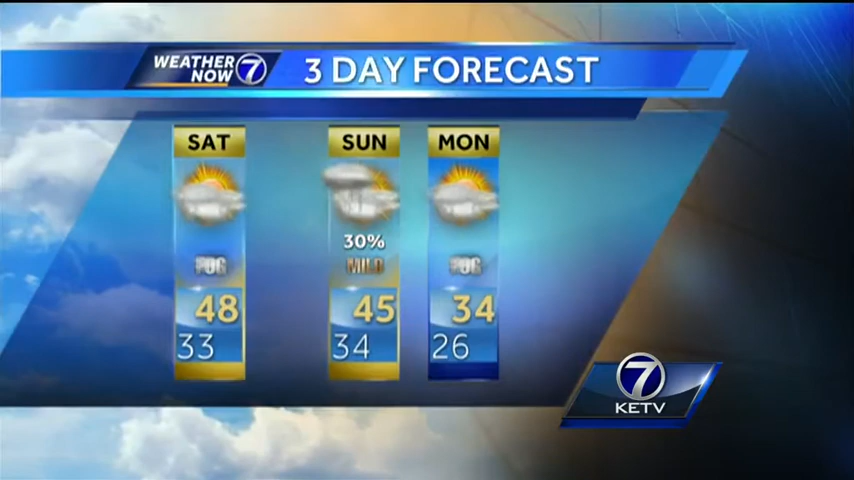 WEATHER NOW 7
3 DAY FORECAST
SAT
FOG
48
33
SUN
30%
MILD
45
34
MON
FOG
34
26
7
KETV